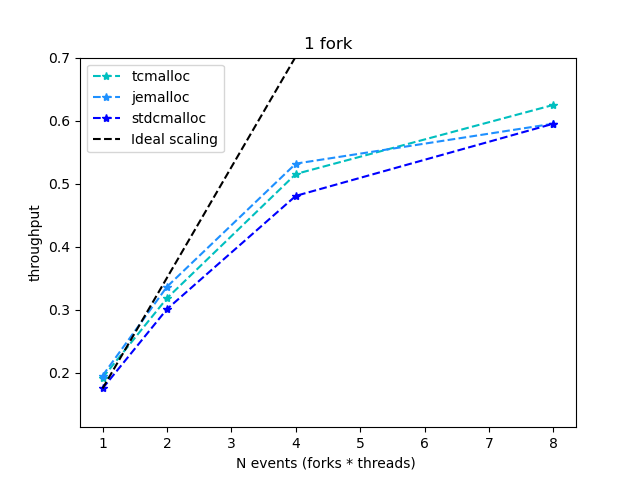 1 fork
tcmalloc
jemalloc
stdcmalloc
Ideal scaling
throughput
0.7
0.6
0.5
0.4
0.3
0.2
1 2 3 4 5 6 7 8
N events (forks * threads)